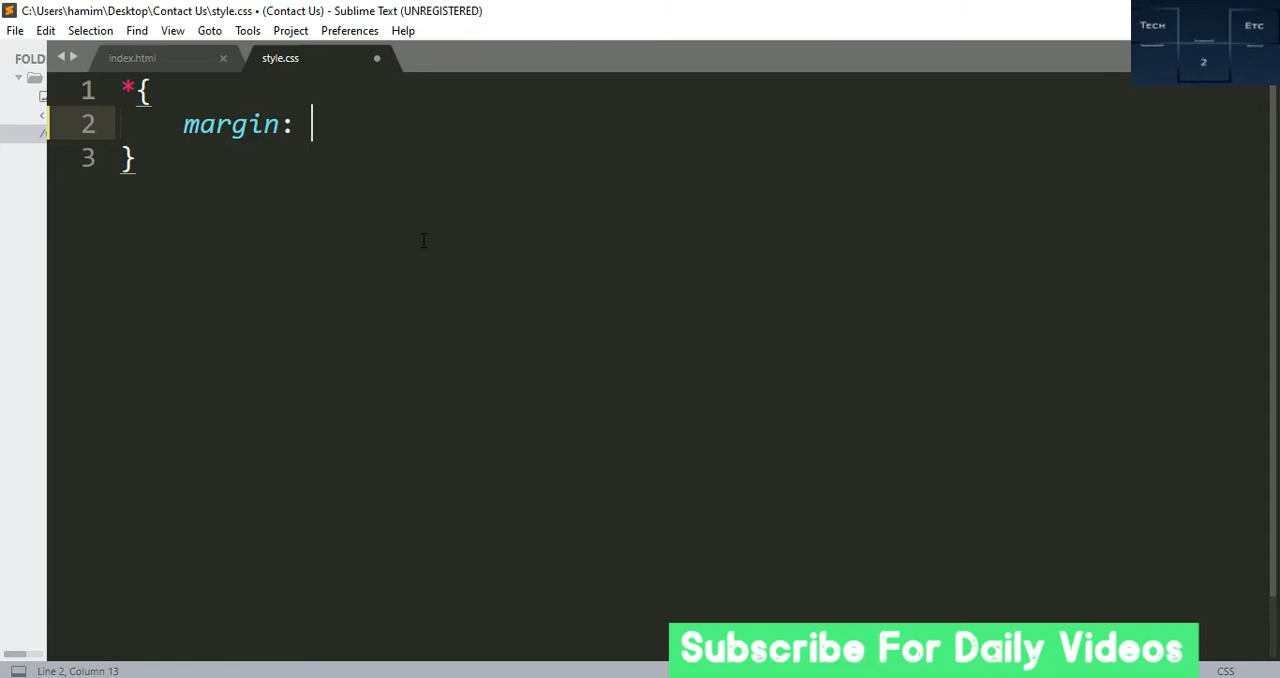 C:\Users\hamim\Desktop\Contact Us\style.css • (Contact Us) - Sublime Text (UNREGISTERED)
File Edit Selection Find View Goto Tools Project Preferences Help
Tech Etc
2
FOLD
index.html × style.css
1 *{
2 margin:
3 }
Subscribe For Daily Videos
Line 2, Column 13
CSS